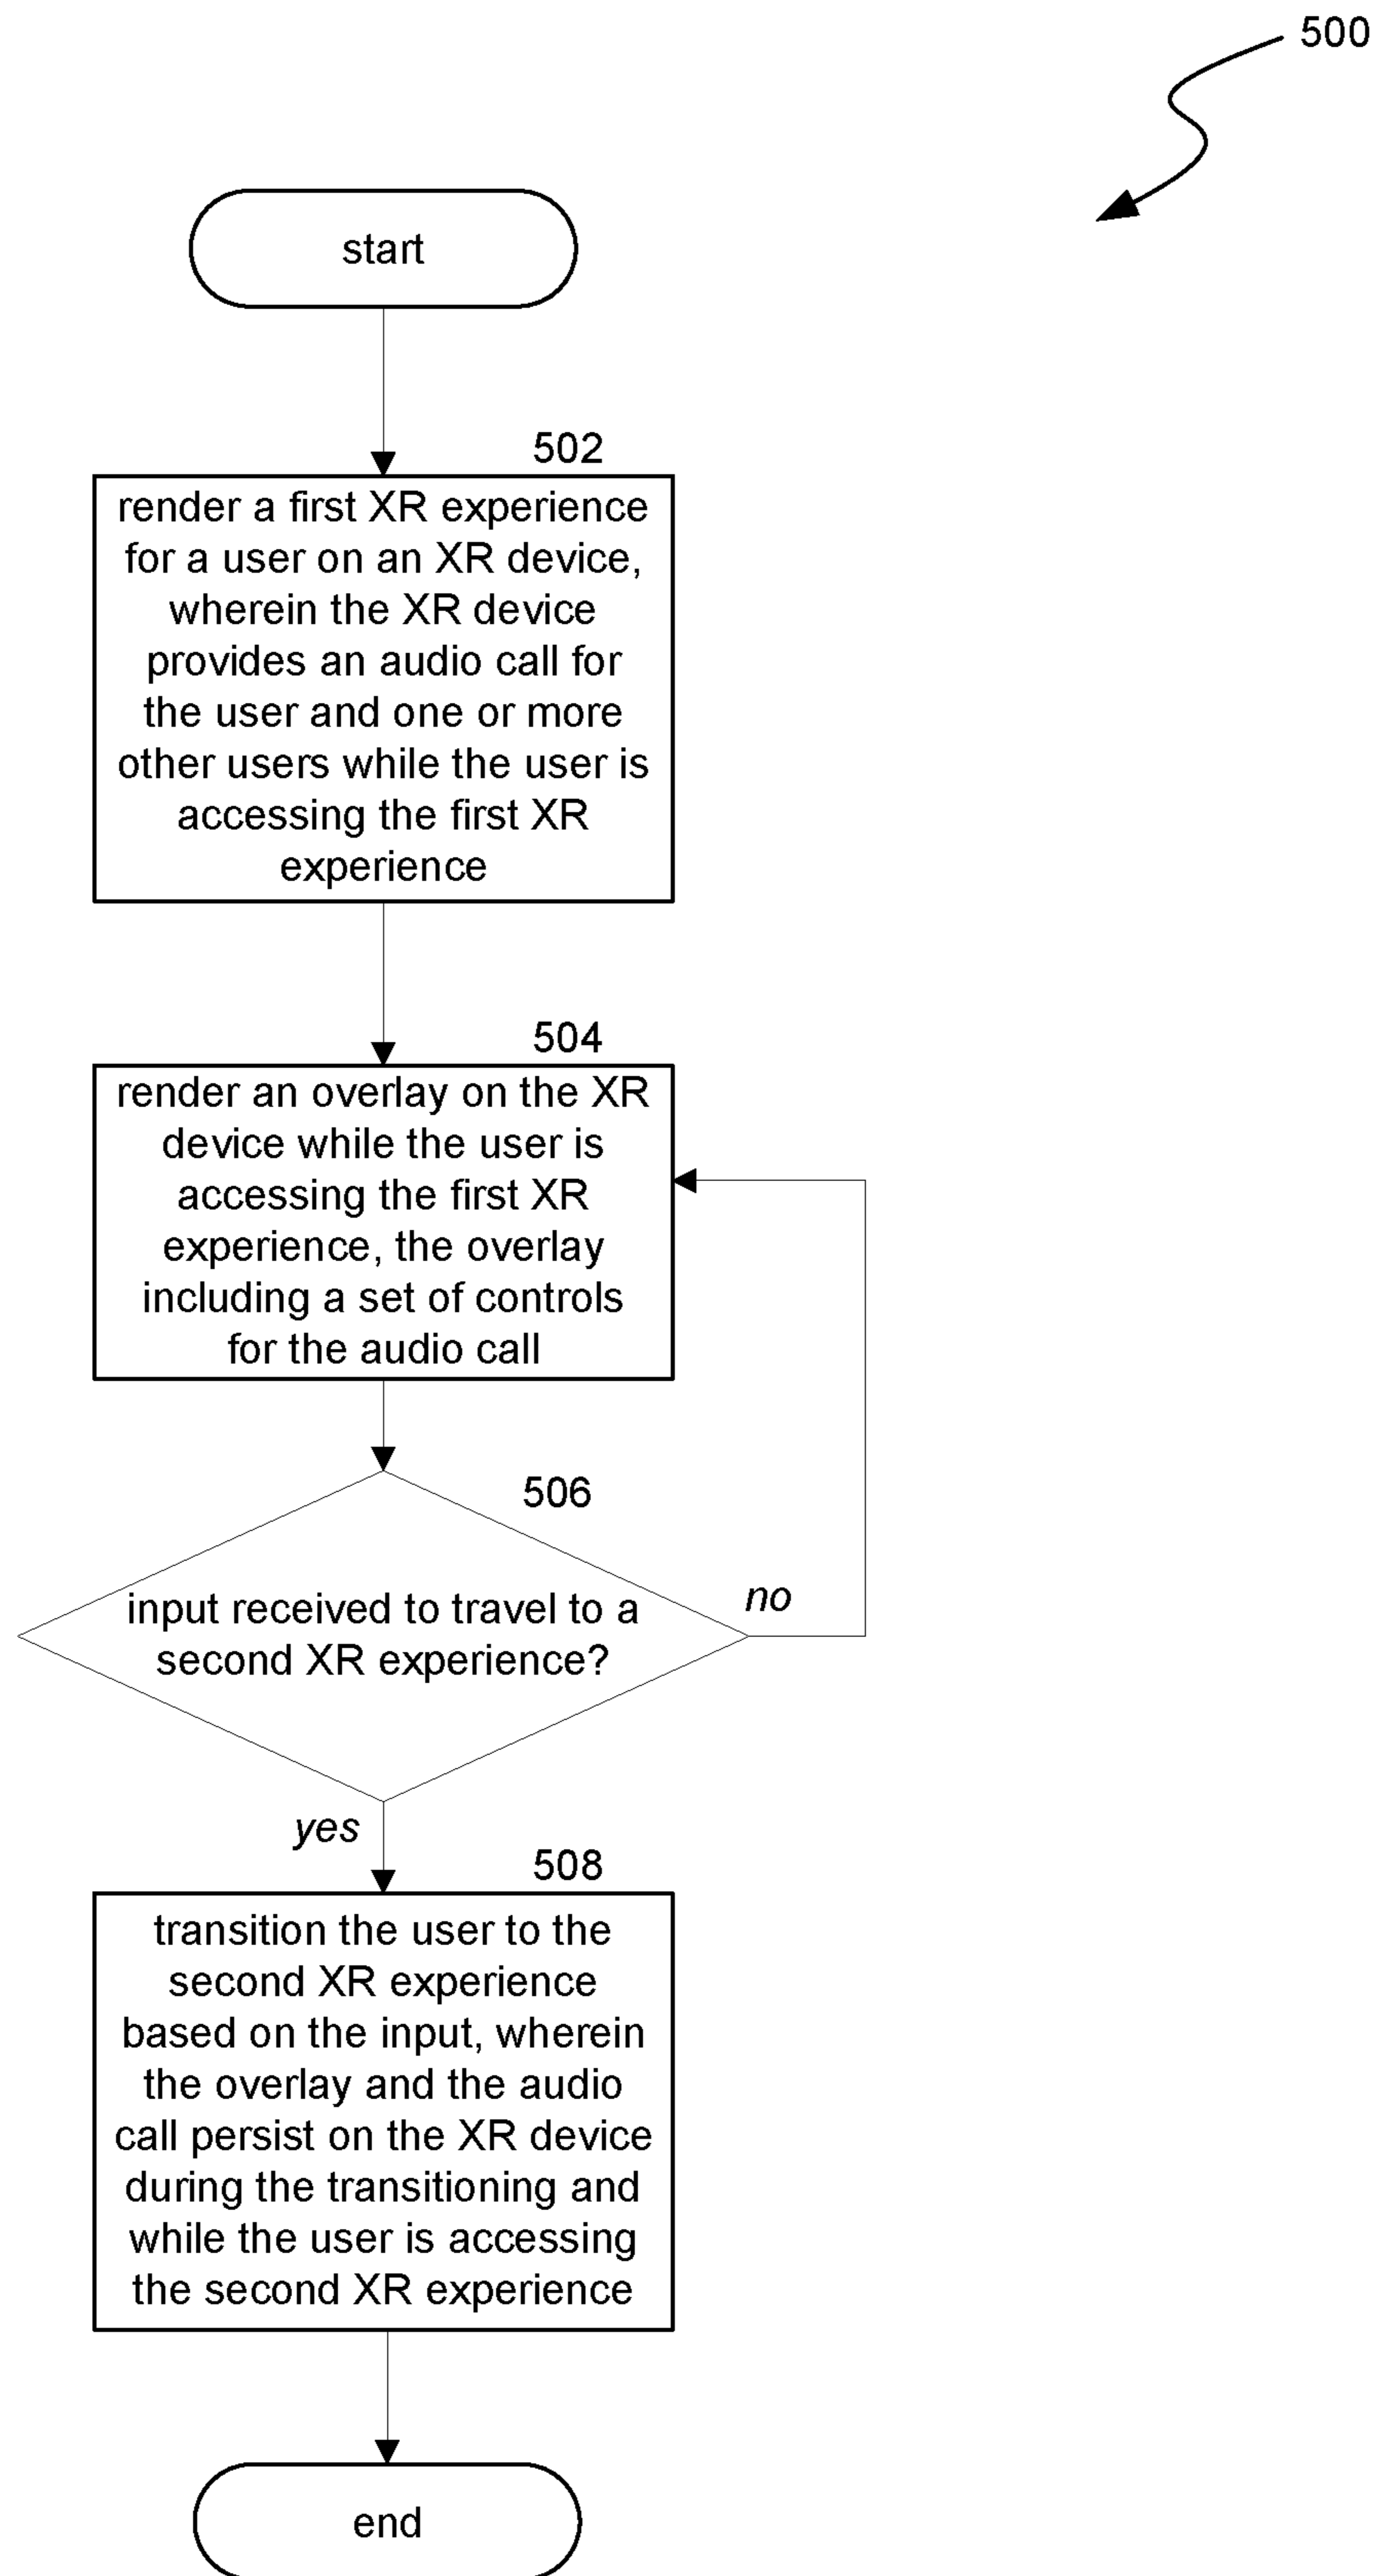 500
start
502
render a first XR experience
for a user on an XR device,
wherein the XR device
provides an audio call for
the user and one or more
other users while the user is
accessing the first XR
experience
504
render an overlay on the XR
device while the user is
accessing the first XR
experience, the overlay
including a set of controls
for the audio call
506
input received to travel to a
second XR experience?
no
yes
508
transition the user to the
second XR experience
based on the input, wherein
the overlay and the audio
call persist on the XR device
during the transitioning and
while the user is accessing
the second XR experience
end